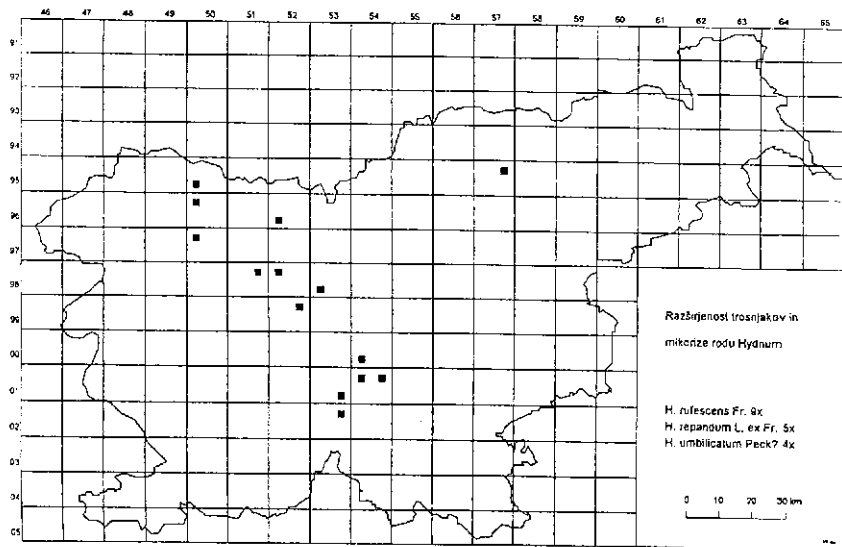 46 47 48 49 50 51 52 53 54 55 56 57 58 59 60 61 62 63 64 65
91
92
93
94
95
96
97
98
99
00
01
02
03
04
05
Razširjenost trosnjakov in
mikorize rodu Hydnum
H. rufescens Fr. 9x
H. repandum L. ex Fr. 5x
H. umbilicatum Peck? 4x
0 10 20 30 km